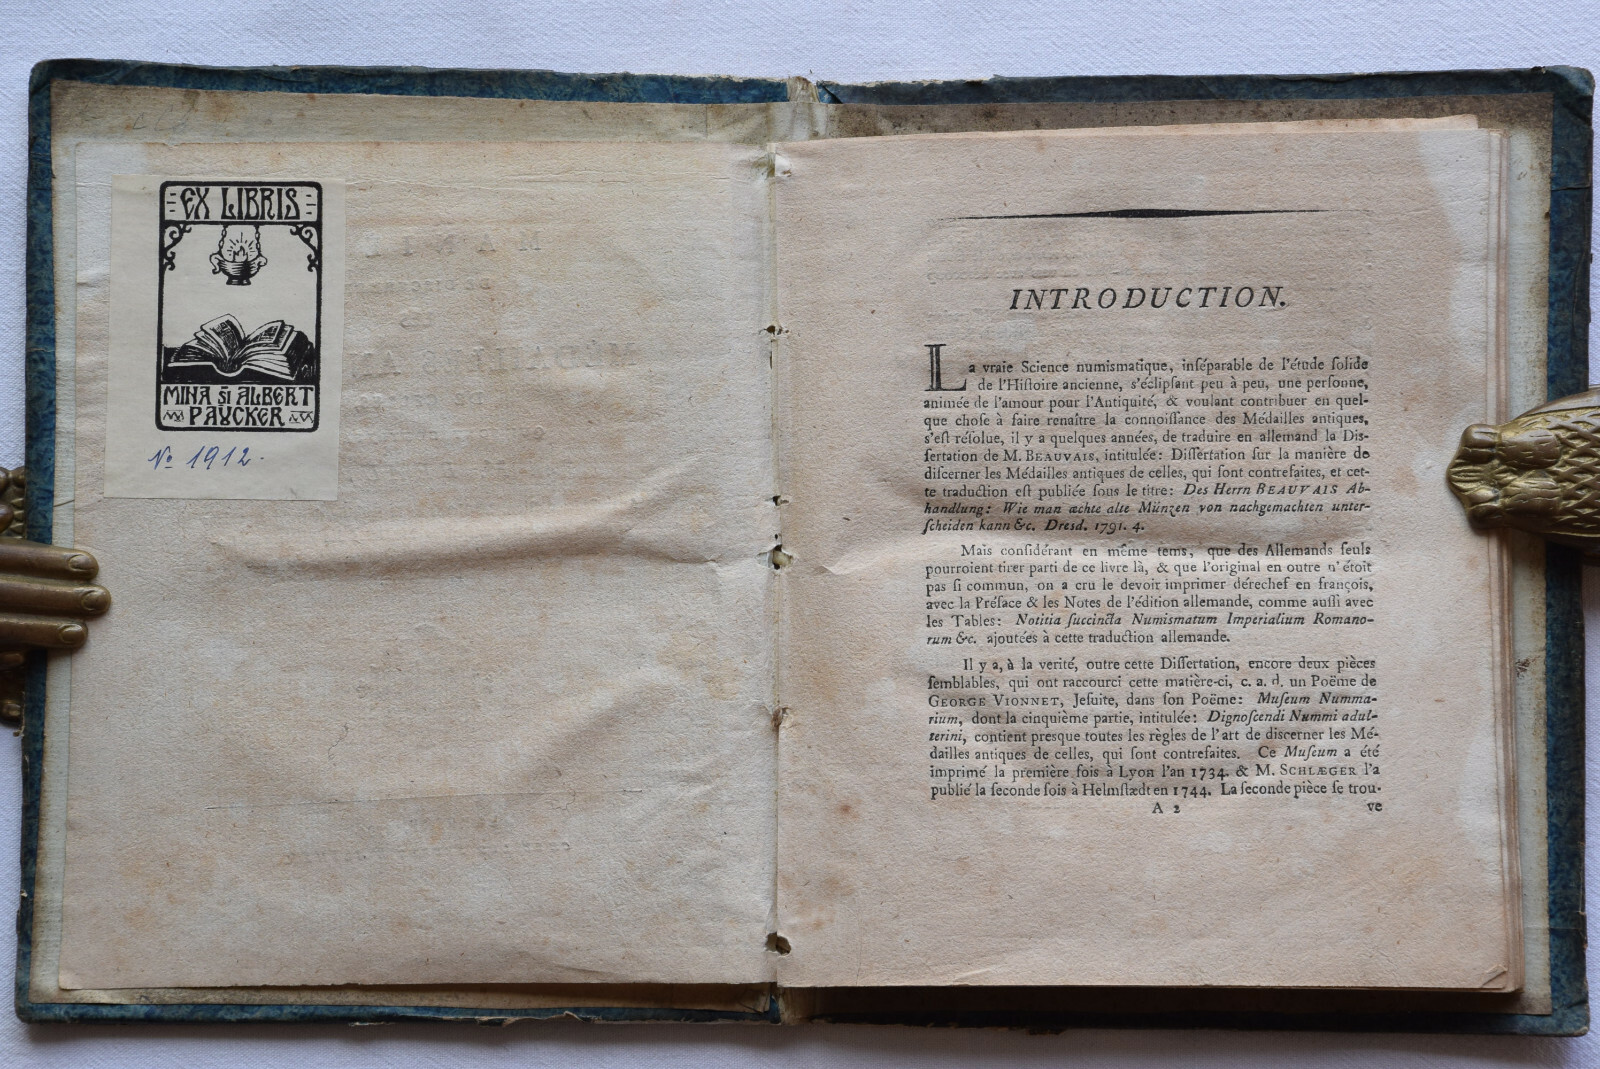 EX LIBRIS
MINA ȘI ALBERT
PAUCKER
№ 1912.
INTRODUCTION.
La vraie Science numismatique, inſéparable de l'étude ſolide
de l'Hiſtoire ancienne, s'éclipſant peu à peu, une perſonne,
animée de l'amour pour l'Antiquité, & voulant contribuer en quel-
que choſe à faire renaître la connoiſſance des Médailles antiques,
s'eſt réſolue, il y a quelques années, de traduire en allemand la Diſ-
ſertation de M. BEAUVAIS, intitulée: Diſſertation ſur la manière de
diſcerner les Médailles antiques de celles, qui ſont contrefaites, et cet-
te traduction eſt publiée ſous le titre: Des Herrn BEAUVAIS Ab-
handlung: Wie man æchte alte Münzen von nachgemachten unter-
ſcheiden kann &c. Dresd. 1791. 4.
Mais conſidérant en même tems, que des Allemands ſeuls
pourroient tirer parti de ce livre là, & que l'original en outre n'étoit
pas ſi commun, on a cru le devoir imprimer dérechef en françois,
avec la Préface & les Notes de l'édition allemande, comme auſſi avec
les Tables: Notitia ſuccincta Numismatum Imperialium Romano-
rum &c. ajoutées à cette traduction allemande.
Il y a, à la verité, outre cette Diſſertation, encore deux pièces
ſemblables, qui ont raccourci cette matière-ci, c. a. d. un Poëme de
GEORGE VIONNET, Jeſuite, dans ſon Poëme: Muſeum Numma-
rium, dont la cinquième partie, intitulée: Dignoſcendi Nummi adul-
terini, contient presque toutes les règles de l'art de discerner les Mé-
dailles antiques de celles, qui ſont contrefaites. Ce Muſeum a été
imprimé la première fois à Lyon l'an 1734. & M. SCHLÆGER l'a
publié la ſeconde fois à Helmſtædt en 1744. La ſeconde pièce ſe trou-
A 2 ve